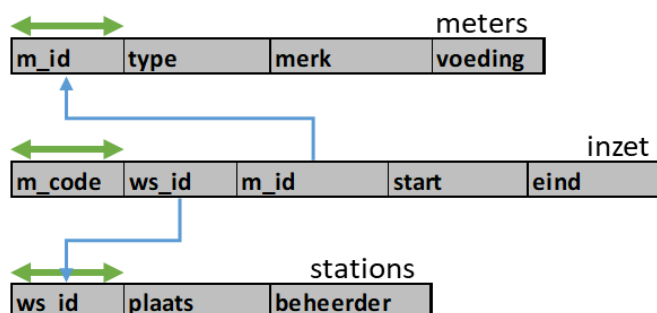 meters
m_id type merk voeding
inzet
m_code ws_id m_id start eind
stations
ws_id plaats beheerder